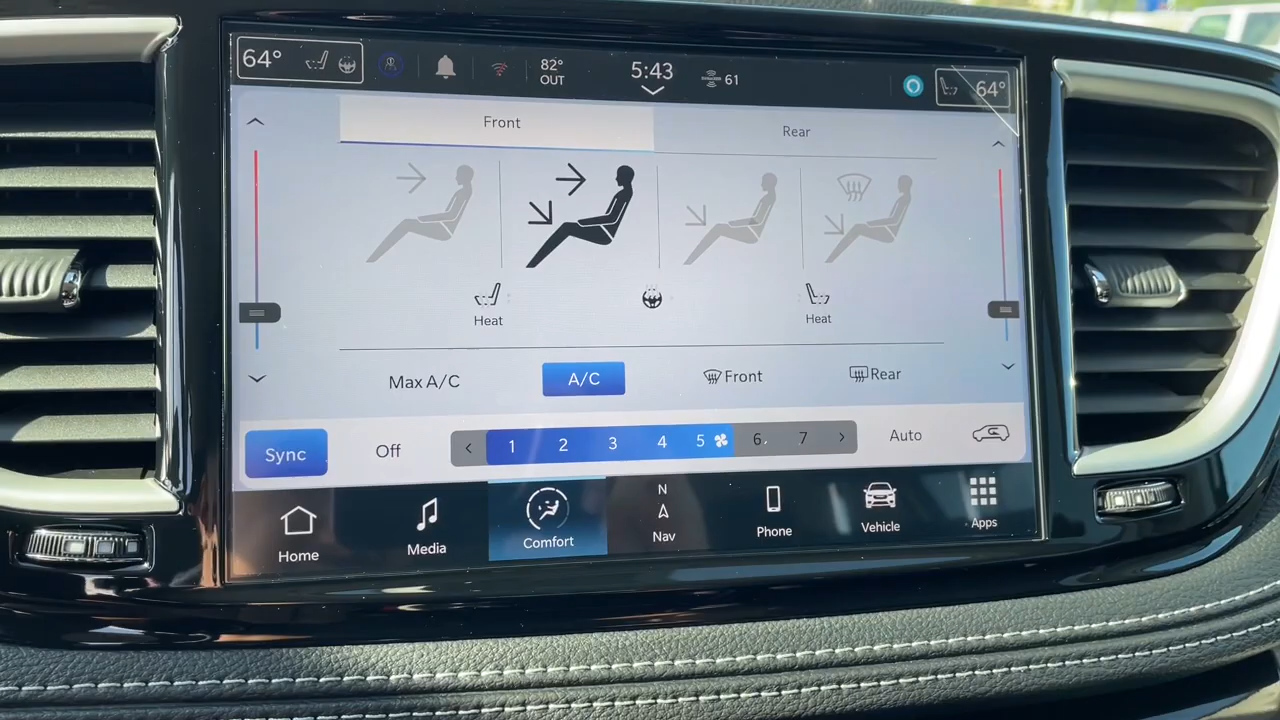 64°
82°
OUT
5:43
61
64°
Front
Rear
Heat
Heat
Max A/C
A/C
Front
Rear
Sync
Off
1 2 3 4 5 6 7
Auto
Home
Media
Comfort
N
Nav
Phone
Vehicle
Apps